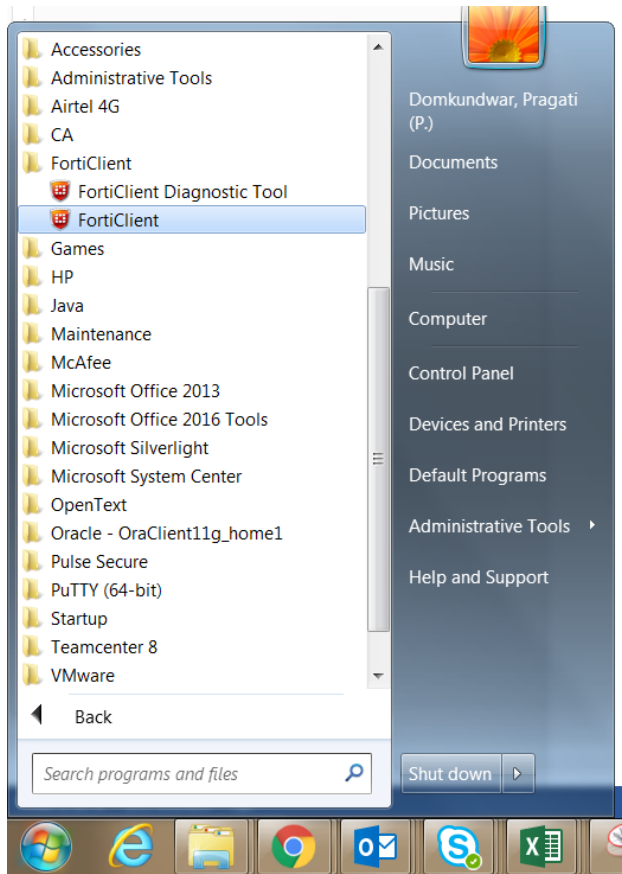 Accessories
Administrative Tools
Airtel 4G
CA
FortiClient
FortiClient Diagnostic Tool
FortiClient
Games
HP
Java
Maintenance
McAfee
Microsoft Office 2013
Microsoft Office 2016 Tools
Microsoft Silverlight
Microsoft System Center
OpenText
Oracle - OraClient11g_home1
Pulse Secure
PuTTY (64-bit)
Startup
Teamcenter 8
VMware
Back
Search programs and files
Domkundwar, Pragati
(P.)
Documents
Pictures
Music
Computer
Control Panel
Devices and Printers
Default Programs
Administrative Tools
Help and Support
Shut down